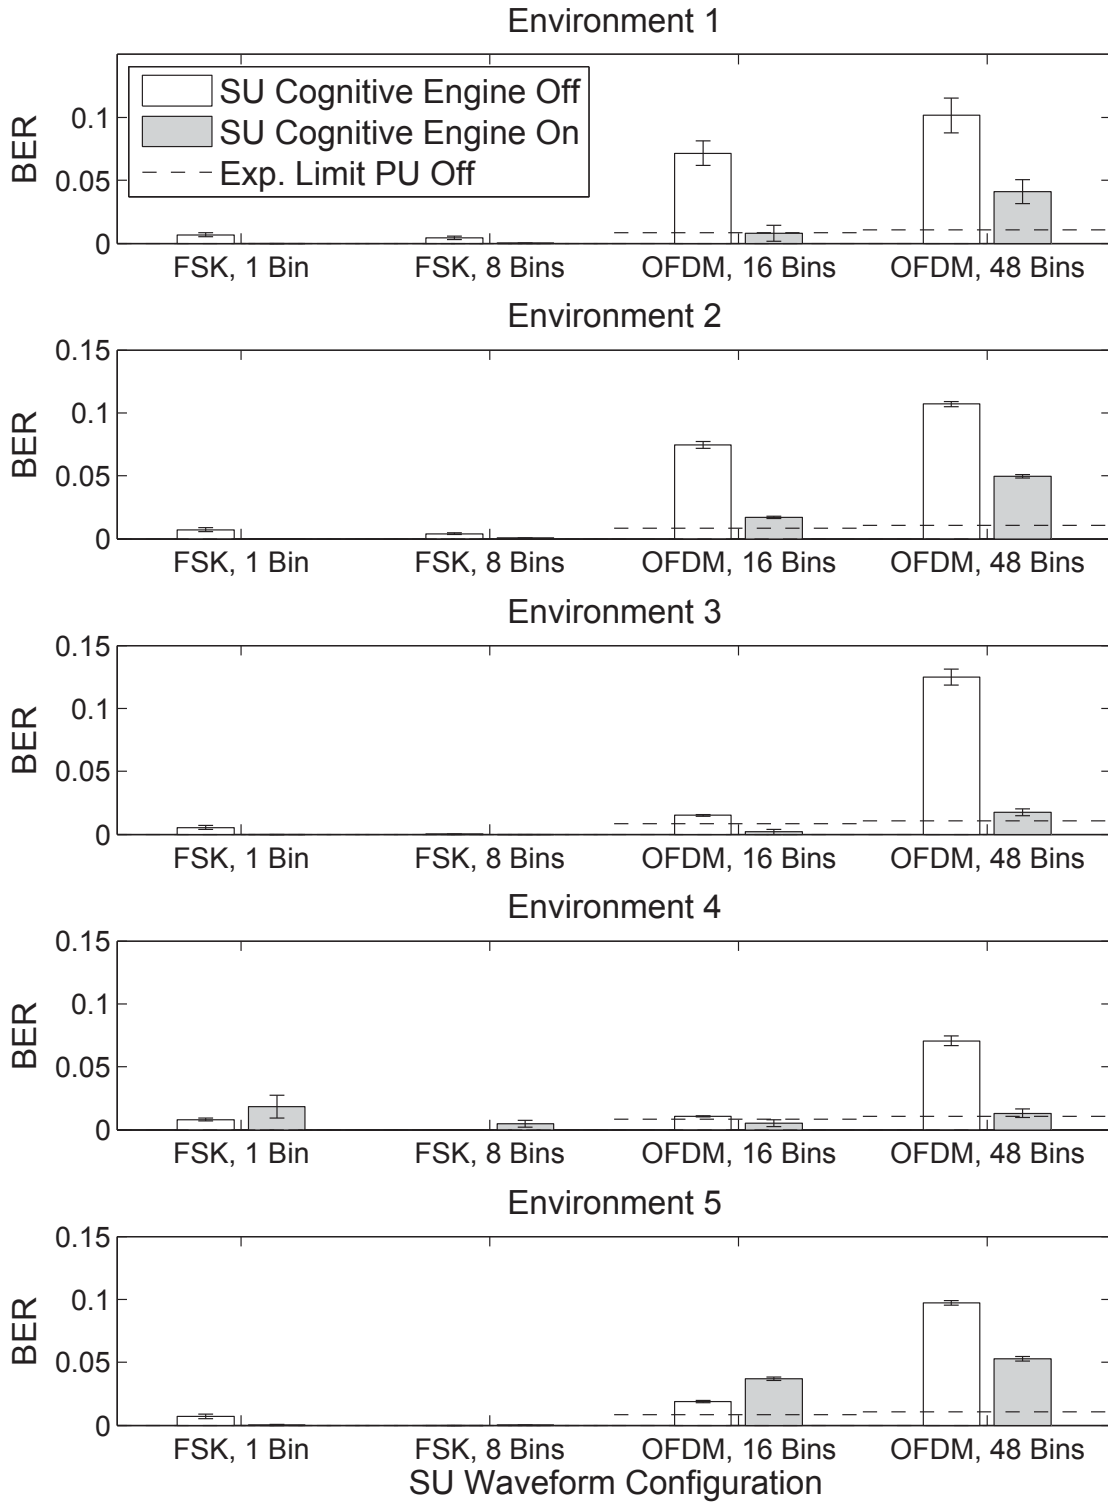 Environment 1
BER
0.1
0.05
0
SU Cognitive Engine Off
SU Cognitive Engine On
Exp. Limit PU Off
FSK, 1 Bin FSK, 8 Bins OFDM, 16 Bins OFDM, 48 Bins
Environment 2
BER
0.15
0.1
0.05
0
FSK, 1 Bin FSK, 8 Bins OFDM, 16 Bins OFDM, 48 Bins
Environment 3
BER
0.15
0.1
0.05
0
FSK, 1 Bin FSK, 8 Bins OFDM, 16 Bins OFDM, 48 Bins
Environment 4
BER
0.15
0.1
0.05
0
FSK, 1 Bin FSK, 8 Bins OFDM, 16 Bins OFDM, 48 Bins
Environment 5
BER
0.15
0.1
0.05
0
FSK, 1 Bin FSK, 8 Bins OFDM, 16 Bins OFDM, 48 Bins
SU Waveform Configuration